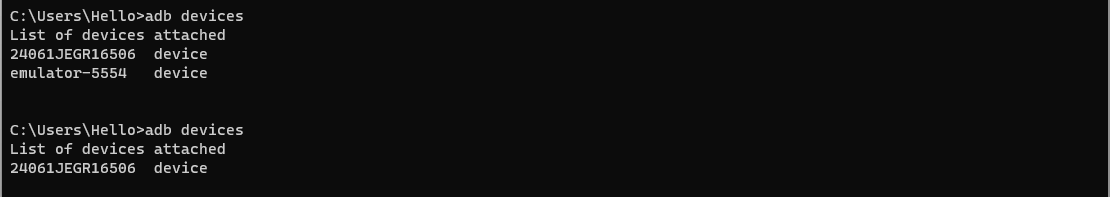 C:\Users\Hello>adb devices
List of devices attached
24061JEGR16506  device
emulator-5554   device
C:\Users\Hello>adb devices
List of devices attached
24061JEGR16506  device